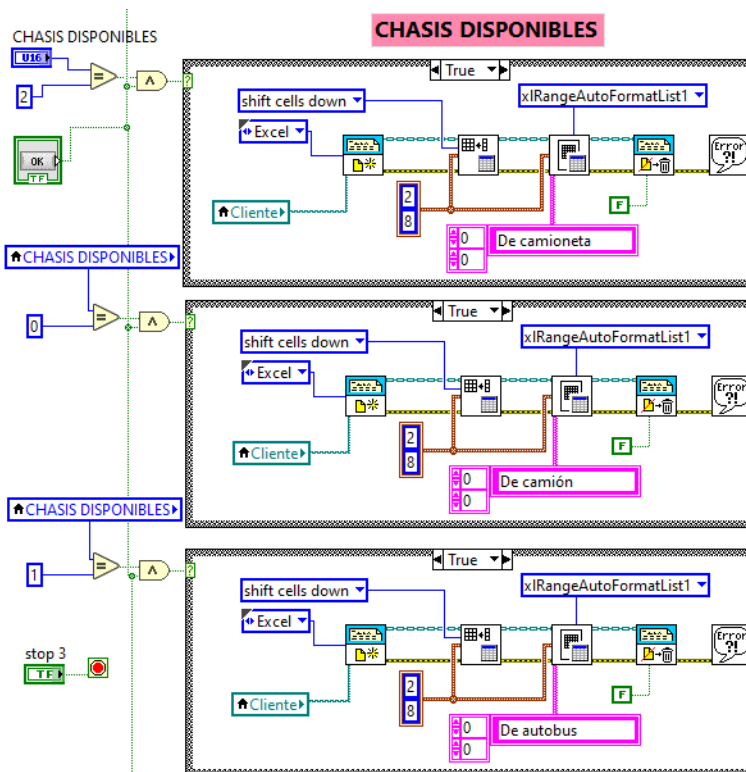 CHASIS DISPONIBLES
CHASIS DISPONIBLES
U16
=
2
^
?
OK
TF
True
shift cells down
xlRangeAutoFormatList1
Excel
Error
?!
Cliente
2
8
F
0
0
De camioneta
CHASIS DISPONIBLES
=
0
^
?
True
shift cells down
xlRangeAutoFormatList1
Excel
Error
?!
Cliente
2
8
F
0
0
De camión
CHASIS DISPONIBLES
=
1
^
?
True
shift cells down
xlRangeAutoFormatList1
Excel
Error
?!
stop 3
TF
Cliente
2
8
F
0
0
De autobus